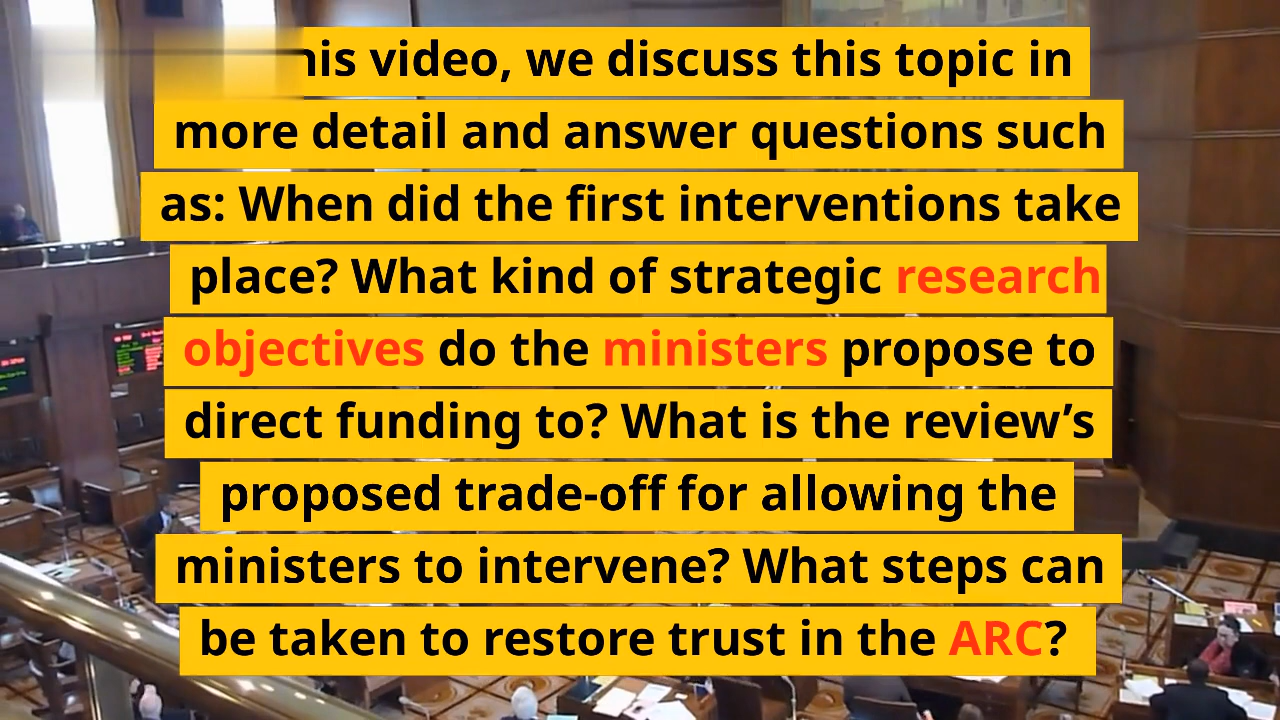 his video, we discuss this topic in
more detail and answer questions such
as: When did the first interventions take
place? What kind of strategic research
objectives do the ministers propose to
direct funding to? What is the review’s
proposed trade-off for allowing the
ministers to intervene? What steps can
be taken to restore trust in the ARC?